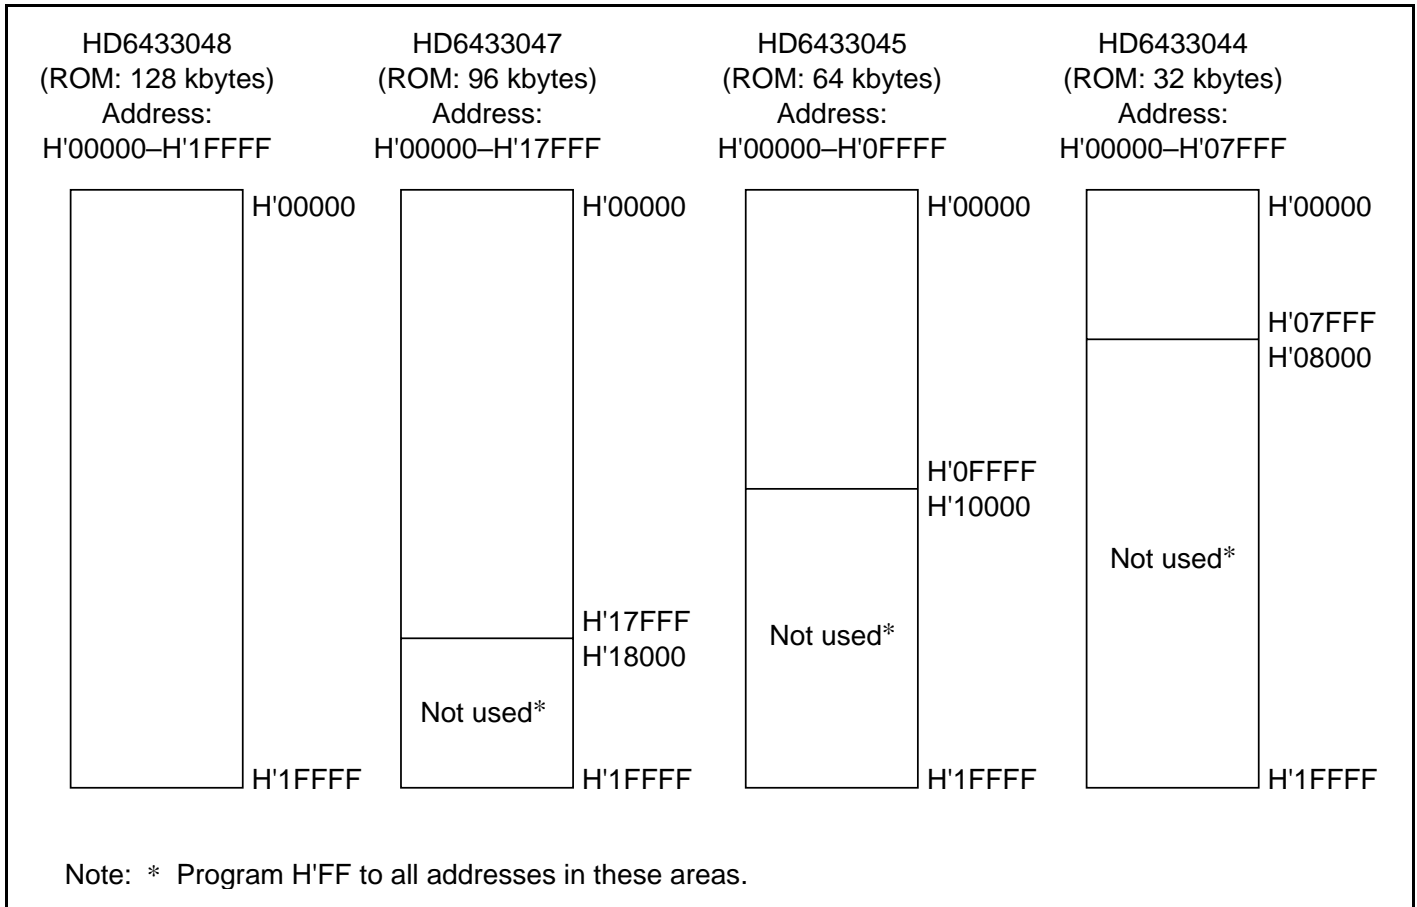 HD6433048
(ROM: 128 kbytes)
Address:
H'00000–H'1FFFF
H'00000
H'1FFFF
HD6433047
(ROM: 96 kbytes)
Address:
H'00000–H'17FFF
H'00000
H'17FFF
H'18000
Not used*
H'1FFFF
HD6433045
(ROM: 64 kbytes)
Address:
H'00000–H'0FFFF
H'00000
H'0FFFF
H'10000
Not used*
H'1FFFF
HD6433044
(ROM: 32 kbytes)
Address:
H'00000–H'07FFF
H'00000
H'07FFF
H'08000
Not used*
H'1FFFF
Note: * Program H'FF to all addresses in these areas.